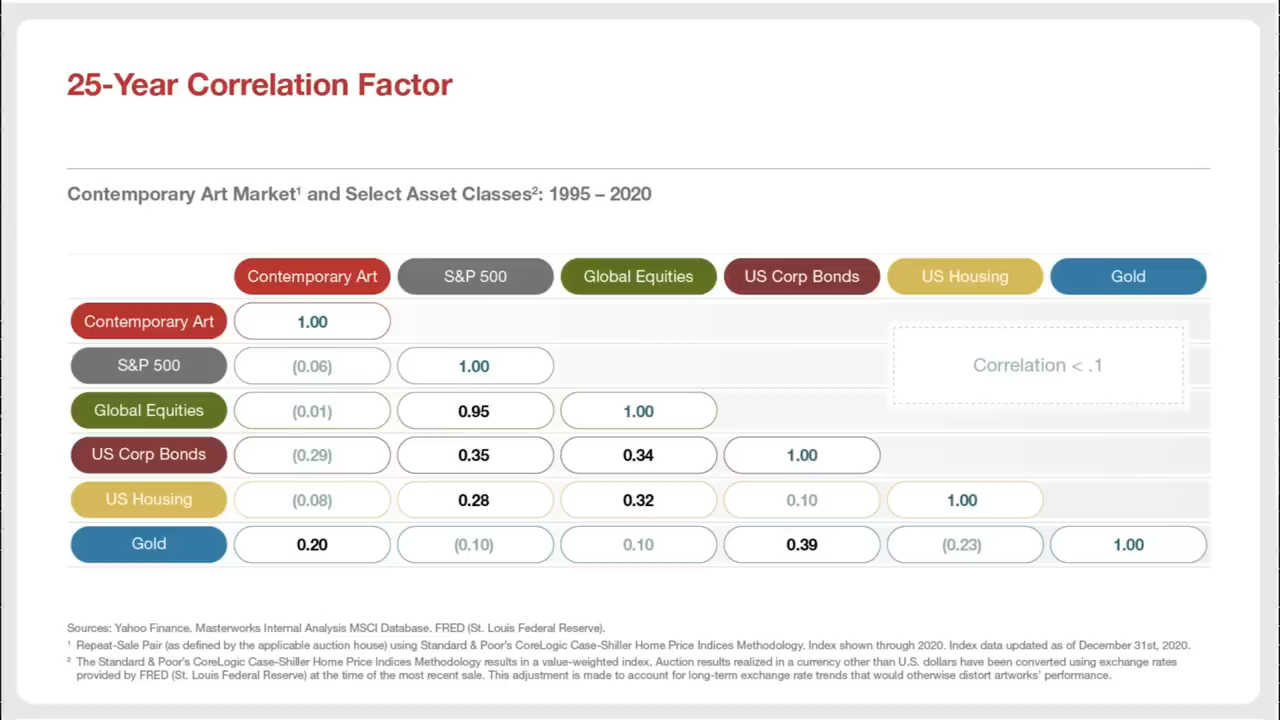 25-Year Correlation Factor
Contemporary Art Market¹ and Select Asset Classes²: 1995 – 2020
Contemporary Art S&P 500 Global Equities US Corp Bonds US Housing Gold
Contemporary Art 1.00
S&P 500 (0.06) 1.00
Correlation < .1
Global Equities (0.01) 0.95 1.00
US Corp Bonds (0.29) 0.35 0.34 1.00
US Housing (0.08) 0.28 0.32 0.10 1.00
Gold 0.20 (0.10) 0.10 0.39 (0.23) 1.00
Sources: Yahoo Finance. Masterworks Internal Analysis MSCI Database. FRED (St. Louis Federal Reserve).
¹ Repeat-Sale Pair (as defined by the applicable auction house) using Standard & Poor's CoreLogic Case-Shiller Home Price Indices Methodology. Index shown through 2020. Index data updated as of December 31st, 2020.
² The Standard & Poor's CoreLogic Case-Shiller Home Price Indices Methodology results in a value-weighted index. Auction results realized in a currency other than U.S. dollars have been converted using exchange rates
provided by FRED (St. Louis Federal Reserve) at the time of the most recent sale. This adjustment is made to account for long-term exchange rate trends that would otherwise distort artworks' performance.